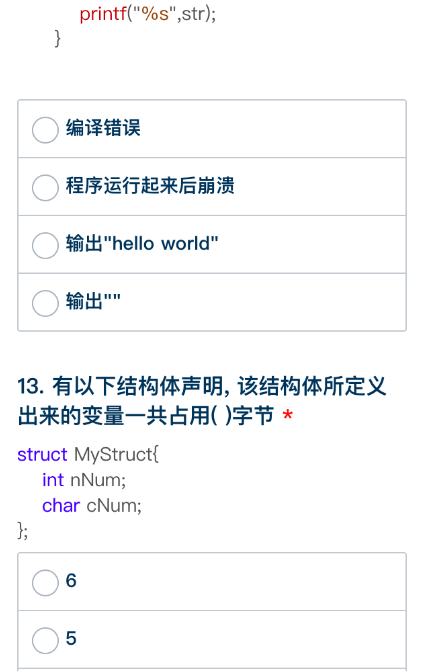 printf("%s",str);
}
编译错误
程序运行起来后崩溃
输出"hello world"
输出""
13. 有以下结构体声明, 该结构体所定义
出来的变量一共占用( )字节 *
struct MyStruct{
int nNum;
char cNum;
};
6
5